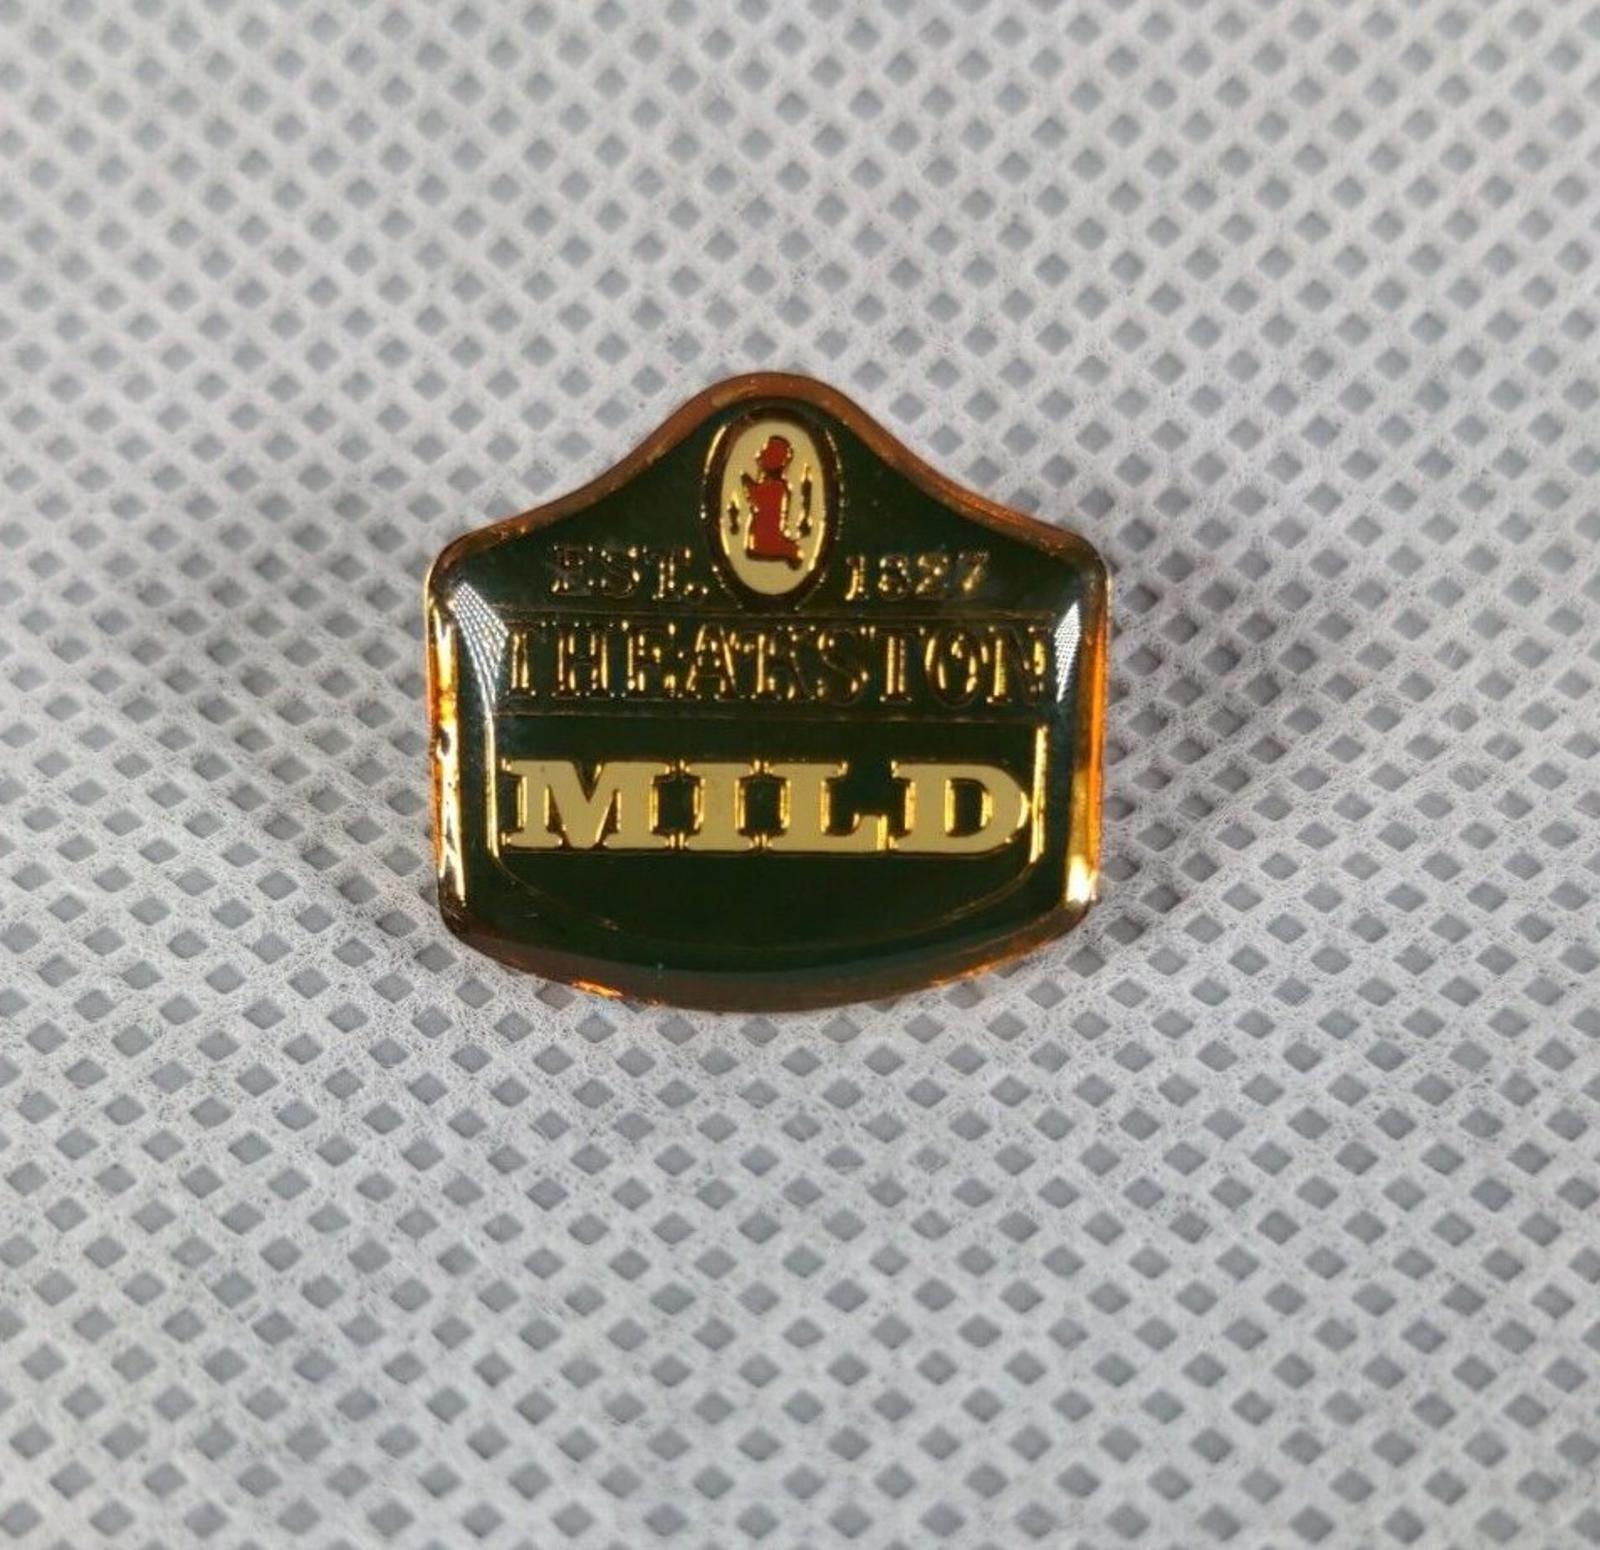 EST. 1827
THEAKSTON
MILD